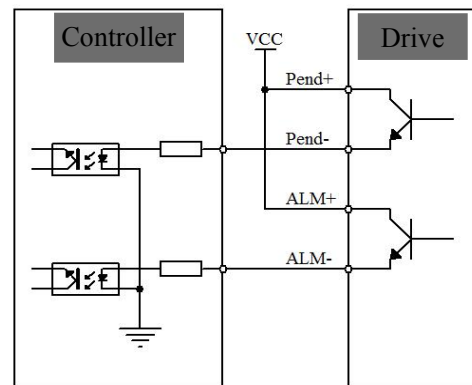 Controller
VCC
Drive
Pend+
Pend-
ALM+
ALM-